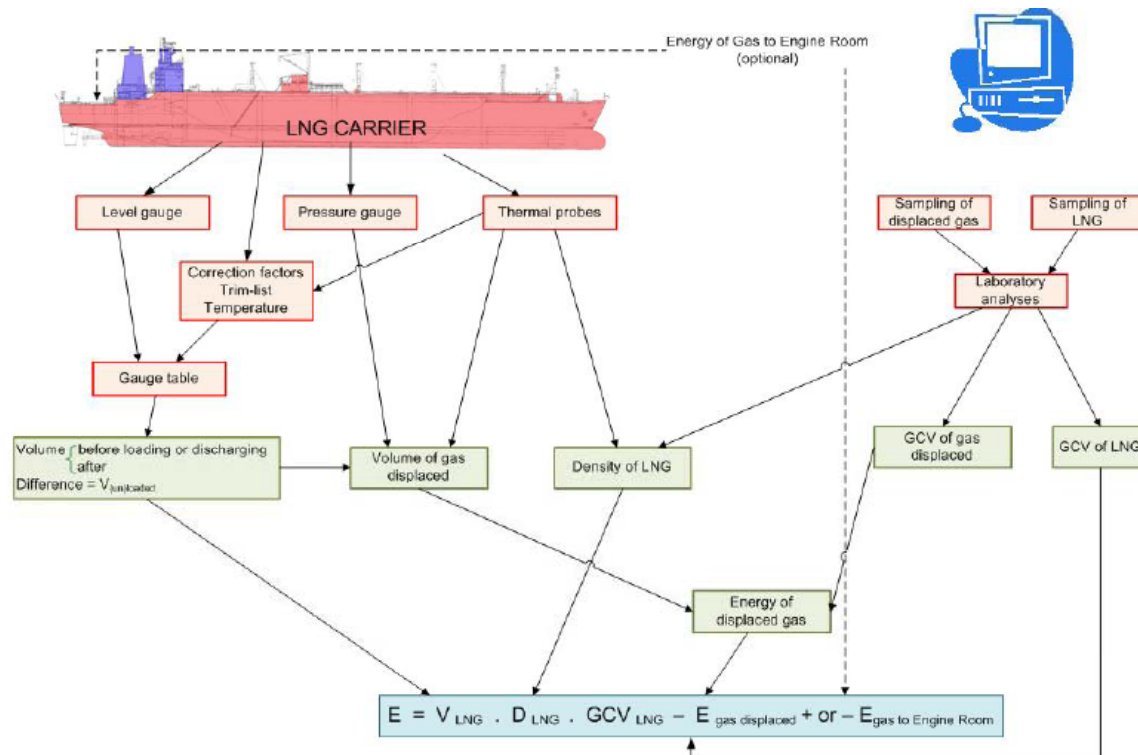 Energy of Gas to Engine Room
(optional)
LNG CARRIER
Level gauge
Pressure gauge
Thermal probes
Sampling of
displaced gas
Sampling of
LNG
Correction factors
Trim-list
Temperature
Laboratory
analyses
Gauge table
Volume { before loading or discharging
after
Difference = V(un)loaded
Volume of gas
displaced
Density of LNG
GCV of gas
displaced
GCV of LNG
Energy of
displaced gas
E = V LNG . D LNG . GCV LNG – E gas displaced + or – E gas to Engine Room